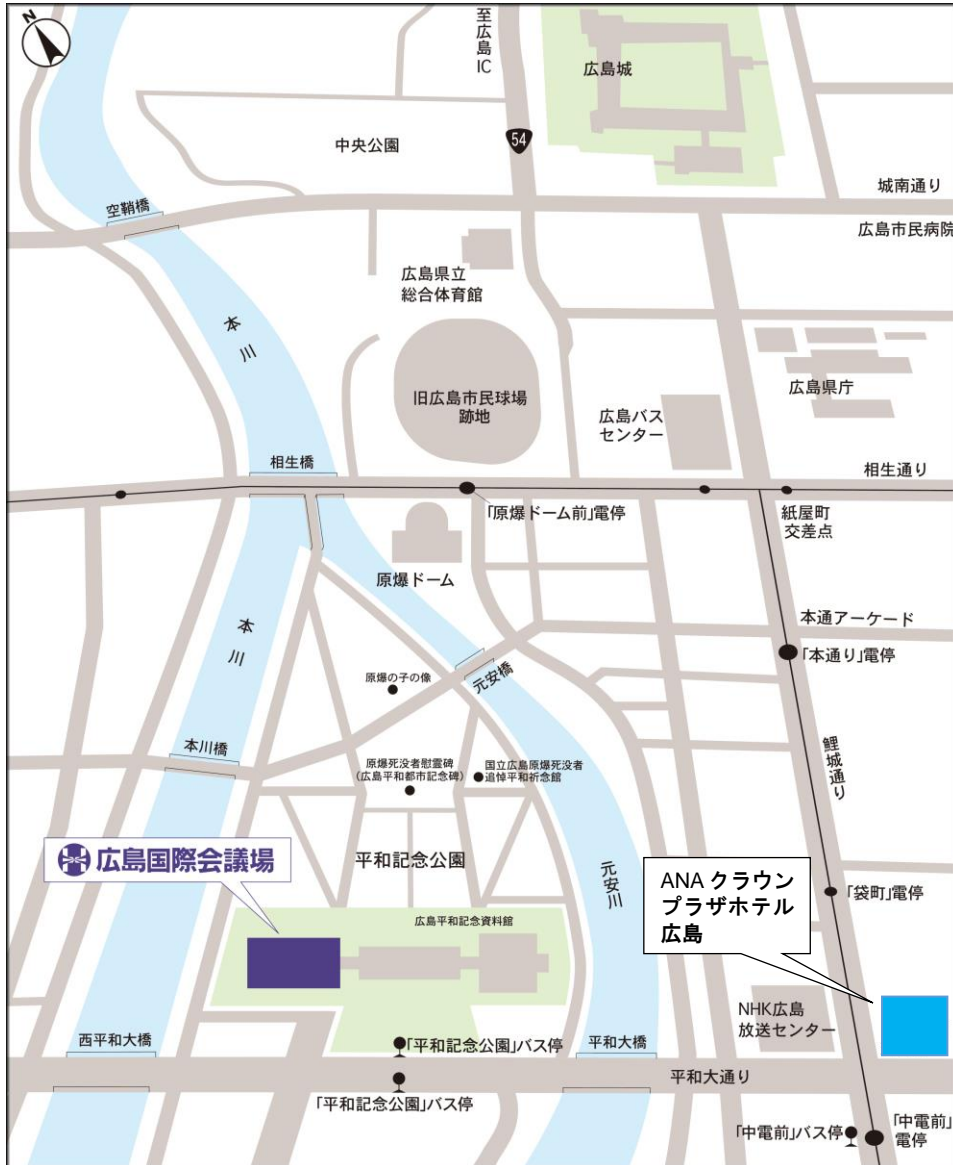 N
至広島
IC
54
広島城
中央公園
城南通り
広島市民病院
空鞘橋
広島県立
総合体育館
本川
旧広島市民球場
跡地
広島バス
センター
広島県庁
相生橋
相生通り
「原爆ドーム前」電停
紙屋町
交差点
原爆ドーム
本通アーケード
本川
「本通り」電停
原爆の子の像
元安橋
本川橋
鯉城通り
原爆死没者慰霊碑
(広島平和都市記念碑)
国立広島原爆死没者
追悼平和祈念館
広島国際会議場
平和記念公園
元安川
ANA クラウン
プラザホテル
広島
「袋町」電停
広島平和記念資料館
NHK広島
放送センター
西平和大橋
「平和記念公園」バス停
平和大橋
平和大通り
「平和記念公園」バス停
「中電前」バス停
「中電前」
電停